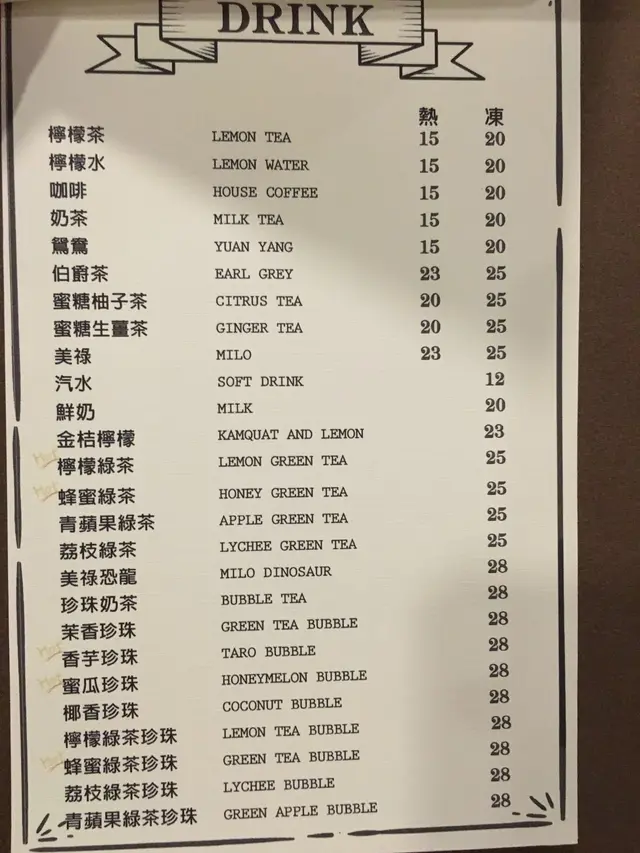 DRINK
熱 凍
檸檬茶 LEMON TEA 15 20
檸檬水 LEMON WATER 15 20
咖啡 HOUSE COFFEE 15 20
奶茶 MILK TEA 15 20
鴛鴦 YUAN YANG 15 20
伯爵茶 EARL GREY 23 25
蜜糖柚子茶 CITRUS TEA 20 25
蜜糖生薑茶 GINGER TEA 20 25
美祿 MILO 23 25
汽水 SOFT DRINK 12
鮮奶 MILK 20
金桔檸檬 KAMQUAT AND LEMON 23
檸檬綠茶 LEMON GREEN TEA 25
蜂蜜綠茶 HONEY GREEN TEA 25
青蘋果綠茶 APPLE GREEN TEA 25
荔枝綠茶 LYCHEE GREEN TEA 25
美祿恐龍 MILO DINOSAUR 28
珍珠奶茶 BUBBLE TEA 28
茉香珍珠 GREEN TEA BUBBLE 28
香芋珍珠 TARO BUBBLE 28
蜜瓜珍珠 HONEYMELON BUBBLE 28
椰香珍珠 COCONUT BUBBLE 28
檸檬綠茶珍珠 LEMON TEA BUBBLE 28
蜂蜜綠茶珍珠 GREEN TEA BUBBLE 28
荔枝綠茶珍珠 LYCHEE BUBBLE 28
青蘋果綠茶珍珠 GREEN APPLE BUBBLE 28